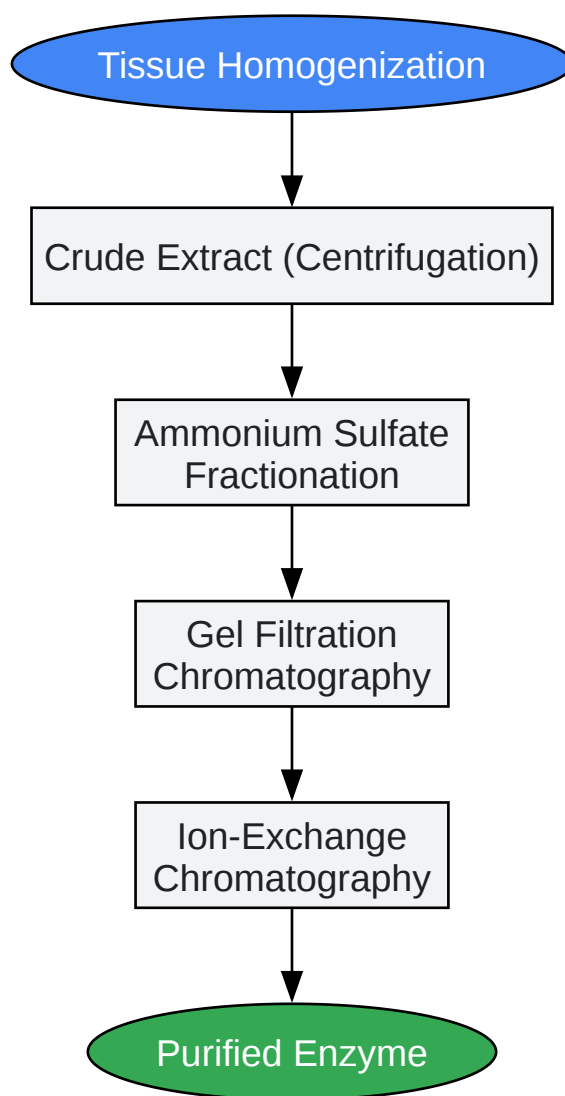 Tissue Homogenization
Crude Extract (Centrifugation)
Ammonium Sulfate
Fractionation
Gel Filtration
Chromatography
Ion-Exchange
Chromatography
Purified Enzyme